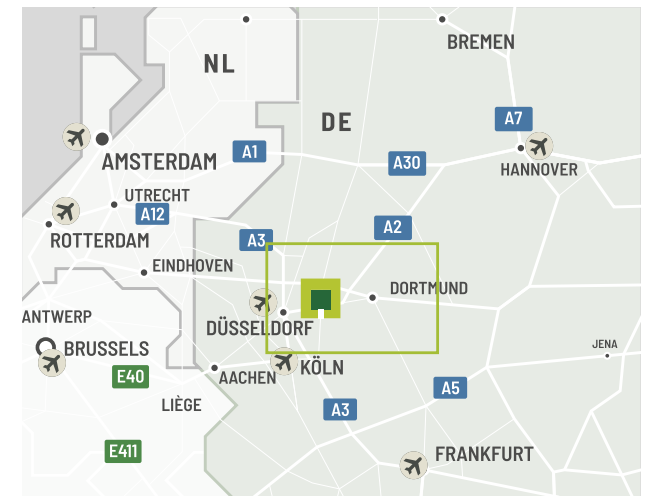 BREMEN
NL
DE
A7
AMSTERDAM
A1
A30
HANNOVER
UTRECHT
A12
A2
ROTTERDAM
A3
EINDHOVEN
DORTMUND
ANTWERP
DÜSSELDORF
BRUSSELS
JENA
KÖLN
E40
AACHEN
A5
LIÈGE
A3
E411
FRANKFURT